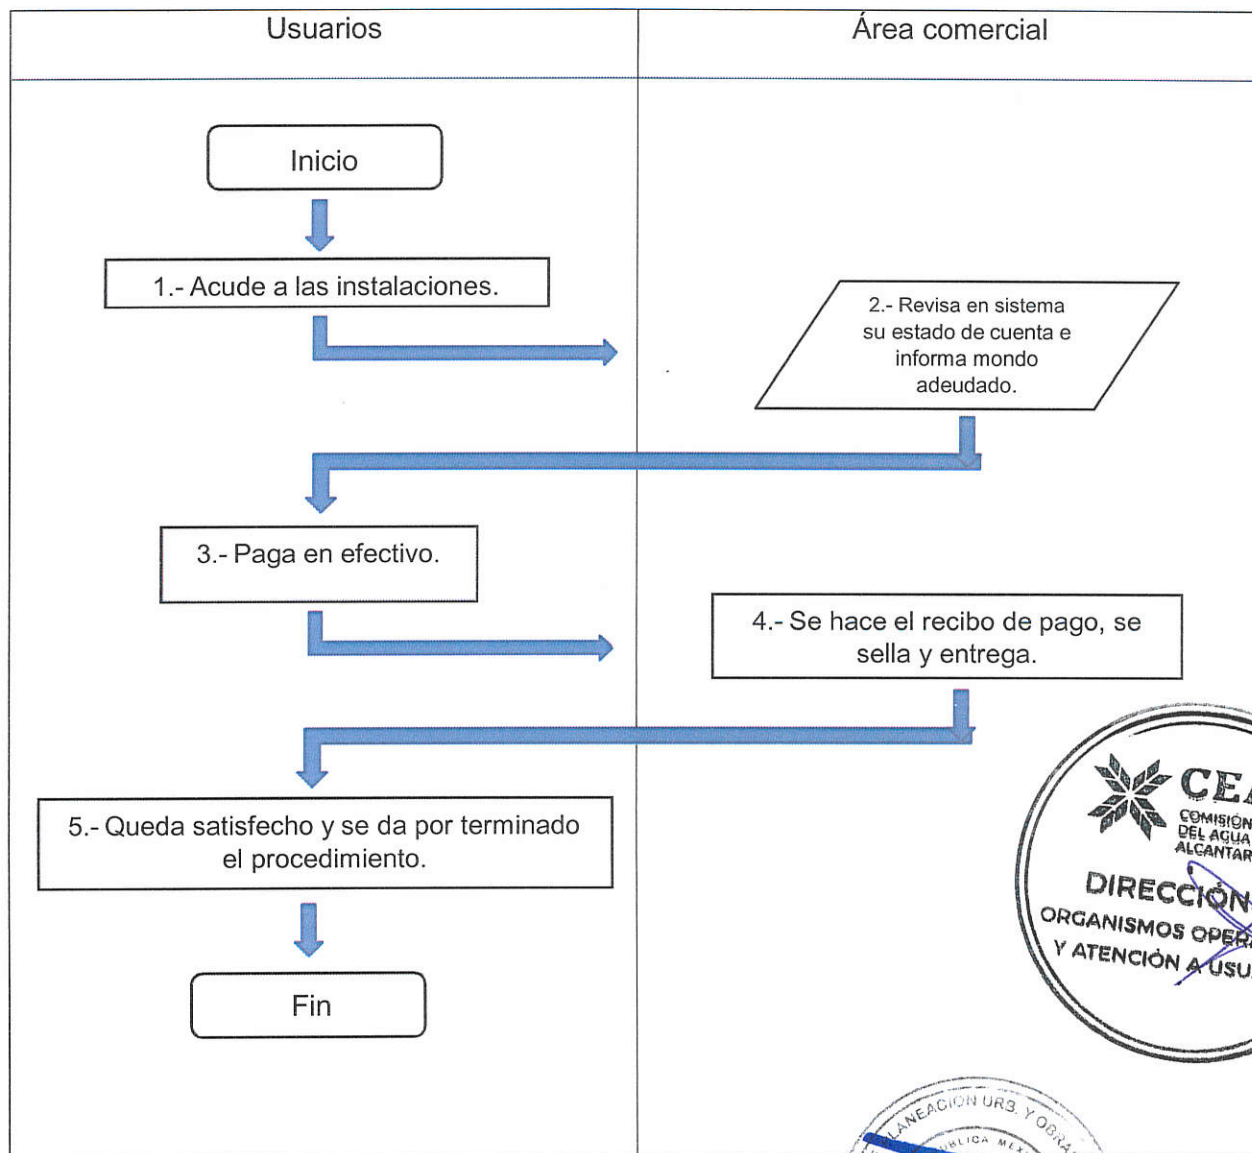 Usuarios
Área comercial
Inicio
1.- Acude a las instalaciones.
2.- Revisa en sistema
su estado de cuenta e
informa mondo
adeudado.
3.- Paga en efectivo.
4.- Se hace el recibo de pago, se
sella y entrega.
5.- Queda satisfecho y se da por terminado
el procedimiento.
Fin
COMISIÓN
DEL AGUA
DIRECCIÓN
ORGANISMOS
Y ATENCIÓN A
URB. Y